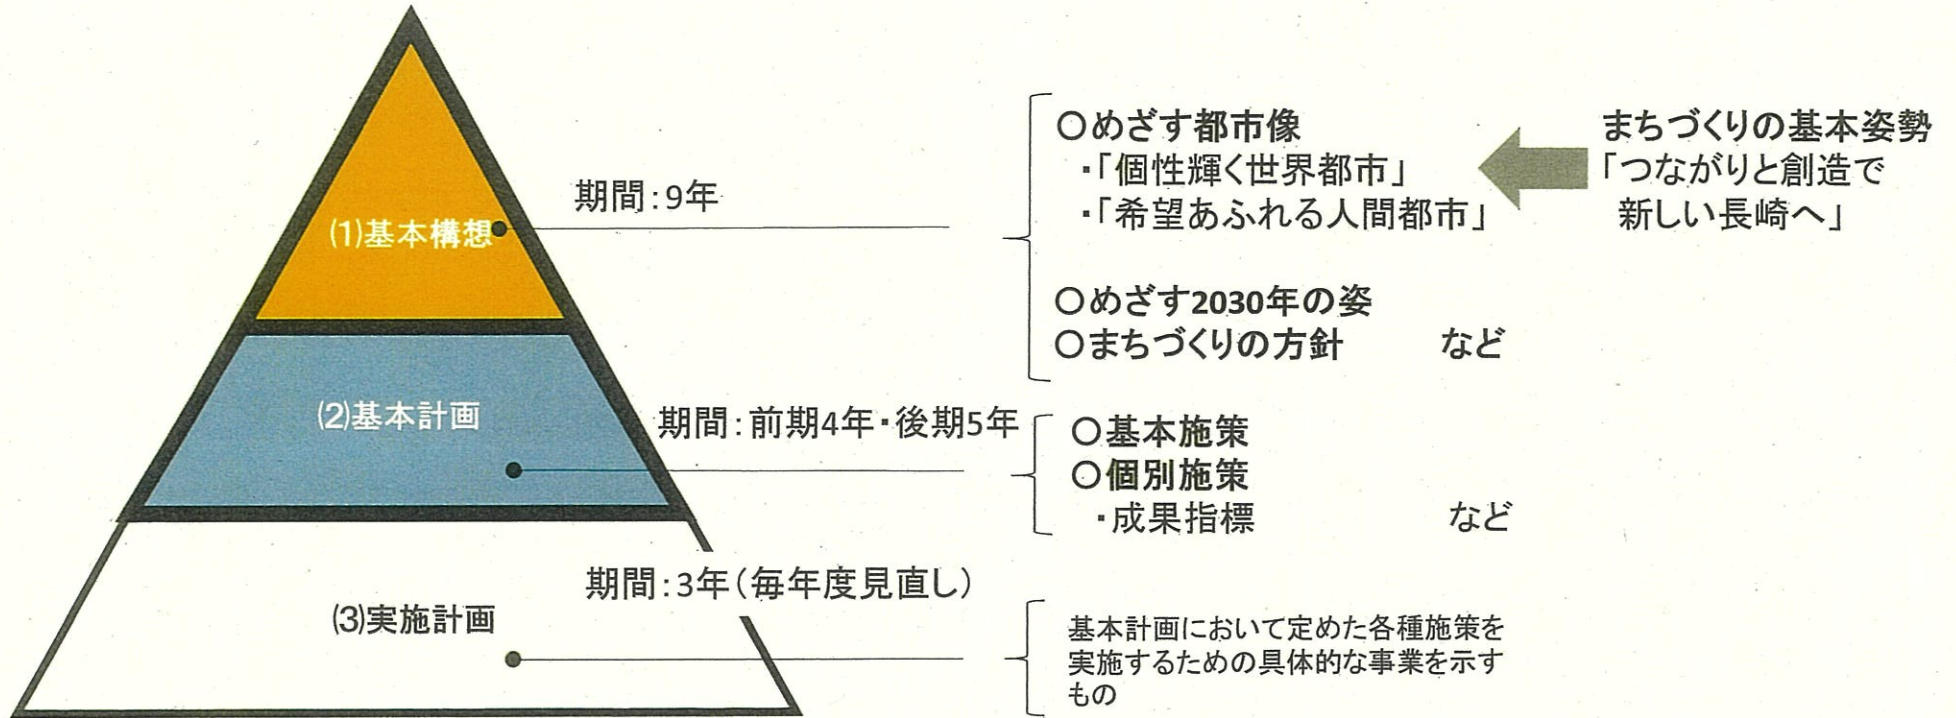 ⑴基本構想
期間:9年
○めざす都市像
・「個性輝く世界都市」
・「希望あふれる人間都市」
まちづくりの基本姿勢
「つながりと創造で
新しい長崎へ」
○めざす2030年の姿
○まちづくりの方針 など
⑵基本計画
期間:前期4年・後期5年
○基本施策
○個別施策
・成果指標 など
⑶実施計画
期間:3年(毎年度見直し)
基本計画において定めた各種施策を
実施するための具体的な事業を示す
もの